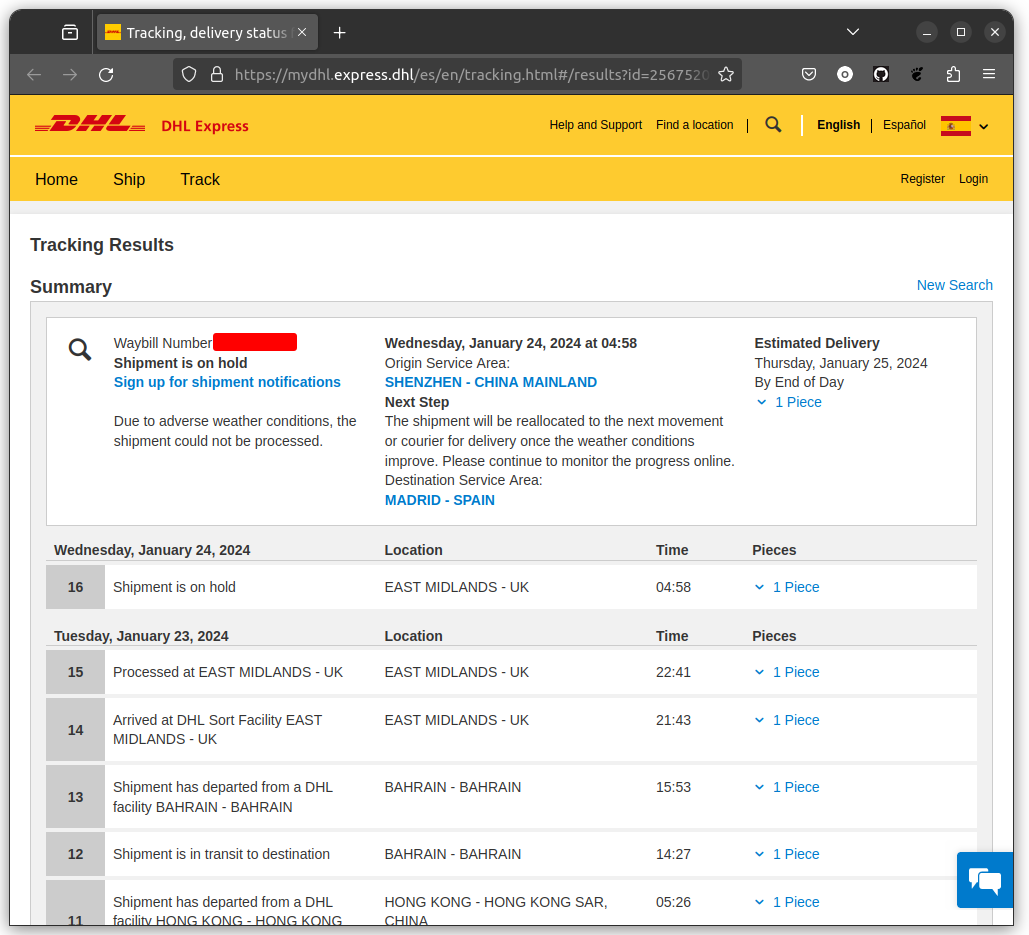 Tracking, delivery status
https://mydhl.express.dhl/es/en/tracking.html#/results?id=2567520
DHL DHL Express
Help and Support Find a location | English | Español
Home Ship Track Register Login
Tracking Results
Summary New Search
Waybill Number
Shipment is on hold
Sign up for shipment notifications
Due to adverse weather conditions, the
shipment could not be processed.
Wednesday, January 24, 2024 at 04:58
Origin Service Area:
SHENZHEN - CHINA MAINLAND
Next Step
The shipment will be reallocated to the next movement
or courier for delivery once the weather conditions
improve. Please continue to monitor the progress online.
Destination Service Area:
MADRID - SPAIN
Estimated Delivery
Thursday, January 25, 2024
By End of Day
1 Piece
Wednesday, January 24, 2024 Location Time Pieces
16 Shipment is on hold EAST MIDLANDS - UK 04:58 1 Piece
Tuesday, January 23, 2024 Location Time Pieces
15 Processed at EAST MIDLANDS - UK EAST MIDLANDS - UK 22:41 1 Piece
14 Arrived at DHL Sort Facility EAST
MIDLANDS - UK EAST MIDLANDS - UK 21:43 1 Piece
13 Shipment has departed from a DHL
facility BAHRAIN - BAHRAIN BAHRAIN - BAHRAIN 15:53 1 Piece
12 Shipment is in transit to destination BAHRAIN - BAHRAIN 14:27 1 Piece
11 Shipment has departed from a DHL
facility HONG KONG - HONG KONG HONG KONG - HONG KONG SAR,
CHINA 05:26 1 Piece